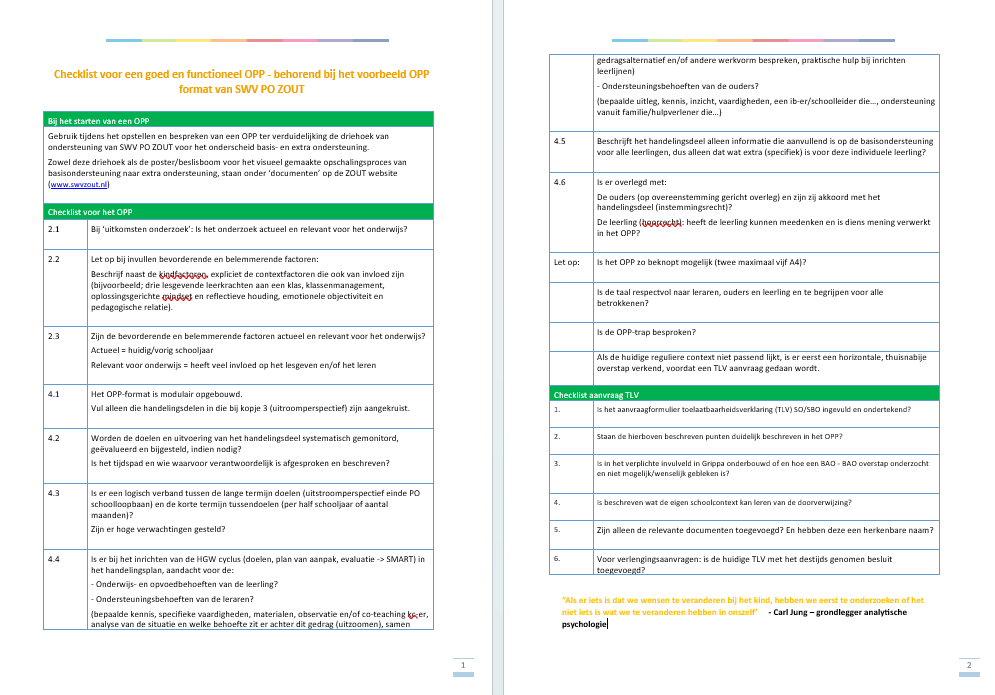 Checklist voor een goed en functioneel OPP - behorend bij het voorbeeld OPP
format van SWV PO ZOUT
Bij het starten van een OPP
Gebruik tijdens het opstellen en bespreken van een OPP ter verduidelijking de driehoek van
ondersteuning van SWV PO ZOUT voor het onderscheid basis- en extra ondersteuning.
Zowel deze driehoek als de poster/beslisboom voor het visueel gemaakte opschalingsproces van
basisondersteuning naar extra ondersteuning, staan onder ‘documenten’ op de ZOUT website
(www.swvzout.nl)
Checklist voor het OPP
2.1 Bij ‘uitkomsten onderzoek’: Is het onderzoek actueel en relevant voor het onderwijs?
2.2 Let op bij invullen bevorderende en belemmerende factoren:
Beschrijf naast de kindfactoren, expliciet de contextfactoren die ook van invloed zijn
(bijvoorbeeld; drie lesgevende leerkrachten aan een klas, klassenmanagement,
oplossingsgerichte mindset en reflectieve houding, emotionele objectiviteit en
pedagogische relatie).
2.3 Zijn de bevorderende en belemmerende factoren actueel en relevant voor het onderwijs?
Actueel = huidig/vorig schooljaar
Relevant voor onderwijs = heeft veel invloed op het lesgeven en/of het leren
4.1 Het OPP-format is modulair opgebouwd.
Vul alleen die handelingsdelen in die bij kopje 3 (uitroomperspectief) zijn aangekruist.
4.2 Worden de doelen en uitvoering van het handelingsdeel systematisch gemonitord,
geëvalueerd en bijgesteld, indien nodig?
Is het tijdspad en wie waarvoor verantwoordelijk is afgesproken en beschreven?
4.3 Is er een logisch verband tussen de lange termijn doelen (uitstroomperspectief einde PO
schoolloopbaan) en de korte termijn tussendoelen (per half schooljaar of aantal
maanden)?
Zijn er hoge verwachtingen gesteld?
4.4 Is er bij het inrichten van de HGW cyclus (doelen, plan van aanpak, evaluatie -> SMART) in
het handelingsplan, aandacht voor de:
- Onderwijs- en opvoedbehoeften van de leerling?
- Ondersteuningsbehoeften van de leraren?
(bepaalde kennis, specifieke vaardigheden, materialen, observatie en/of co-teaching
analyse van de situatie en welke behoefte zit er achter dit gedrag (uitzoomen), samen
1
gedragsalternatief en/of andere werkvorm bespreken, praktische hulp bij inrichten
leerlijnen)
- Ondersteuningsbehoeften van de ouders?
(bepaalde uitleg, kennis, inzicht, vaardigheden, een ib-er/schoolleider die…, ondersteuning
vanuit familie/hulpverlener die…)
4.5 Beschrijft het handelingsdeel alleen informatie die aanvullend is op de basisondersteuning
voor alle leerlingen, dus alleen dat wat extra (specifiek) is voor deze individuele leerling?
4.6 Is er overlegd met:
De ouders (op overeenstemming gericht overleg) en zijn zij akkoord met het
handelingsdeel (instemmingsrecht)?
De leerling (hoorrecht): heeft de leerling kunnen meedenken en is diens mening verwerkt
in het OPP?
Let op: Is het OPP zo beknopt mogelijk (twee maximaal vijf A4)?
Is de taal respectvol naar leraren, ouders en leerling en te begrijpen voor alle
betrokkenen?
Is de OPP-trap besproken?
Als de huidige reguliere context niet passend lijkt, is er eerst een horizontale, thuisnabije
overstap verkend, voordat een TLV aanvraag gedaan wordt.
Checklist aanvraag TLV
1. Is het aanvraagformulier toelaatbaarheidsverklaring (TLV) SO/SBO ingevuld en ondertekend?
2. Staan de hierboven beschreven punten duidelijk beschreven in het OPP?
3. Is in het verplichte invulveld in Grippa onderbouwd of en hoe een BAO - BAO overstap onderzocht
en niet mogelijk/wenselijk gebleken is?
4. Is beschreven wat de eigen schoolcontext kan leren van de doorverwijzing?
5. Zijn alleen de relevante documenten toegevoegd? En hebben deze een herkenbare naam?
6. Voor verlengingsaanvragen: is de huidige TLV met het destijds genomen besluit
toegevoegd?
“Als er iets is dat we wensen te veranderen bij het kind, hebben we eerst te onderzoeken of het
niet iets is wat we te veranderen hebben in onszelf” - Carl Jung – grondlegger analytische
psychologie
2